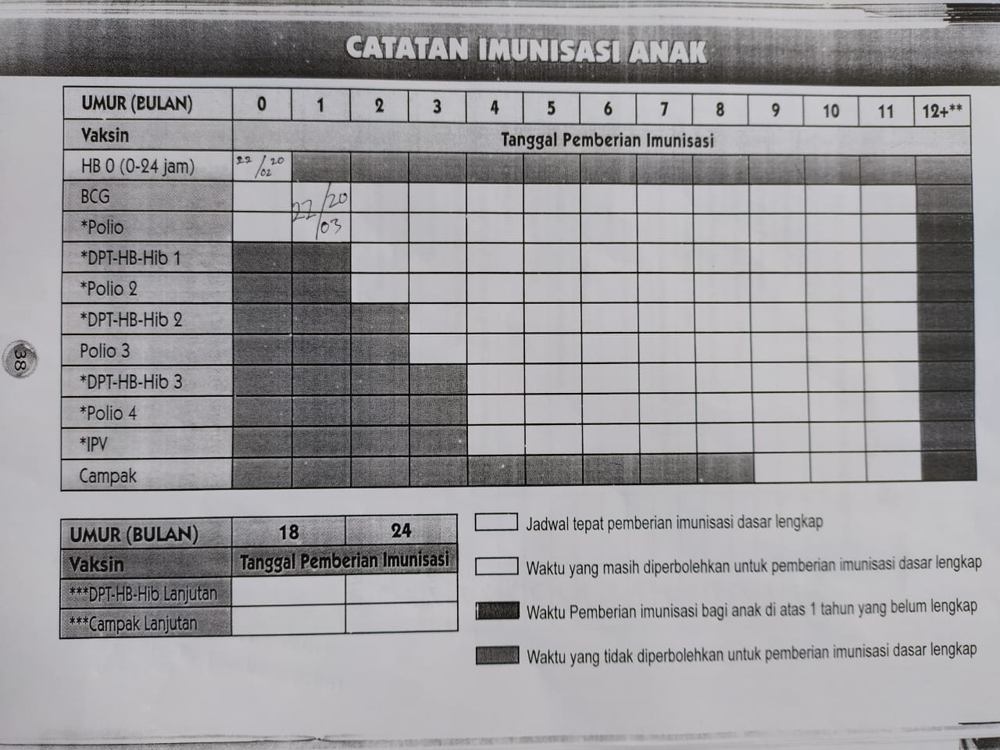 CATATAN IMUNISASI ANAK
UMUR (BULAN) 0 1 2 3 4 5 6 7 8 9 10 11 12+**
Vaksin Tanggal Pemberian Imunisasi
HB 0 (0-24 jam) 22/20 02
BCG 22/20
*Polio 03
*DPT-HB-Hib 1
*Polio 2
*DPT-HB-Hib 2
Polio 3
*DPT-HB-Hib 3
*Polio 4
*IPV
Campak
38
UMUR (BULAN) 18 24
Vaksin Tanggal Pemberian Imunisasi
***DPT-HB-Hib Lanjutan
***Campak Lanjutan
Jadwal tepat pemberian imunisasi dasar lengkap
Waktu yang masih diperbolehkan untuk pemberian imunisasi dasar lengkap
Waktu Pemberian imunisasi bagi anak di atas 1 tahun yang belum lengkap
Waktu yang tidak diperbolehkan untuk pemberian imunisasi dasar lengkap